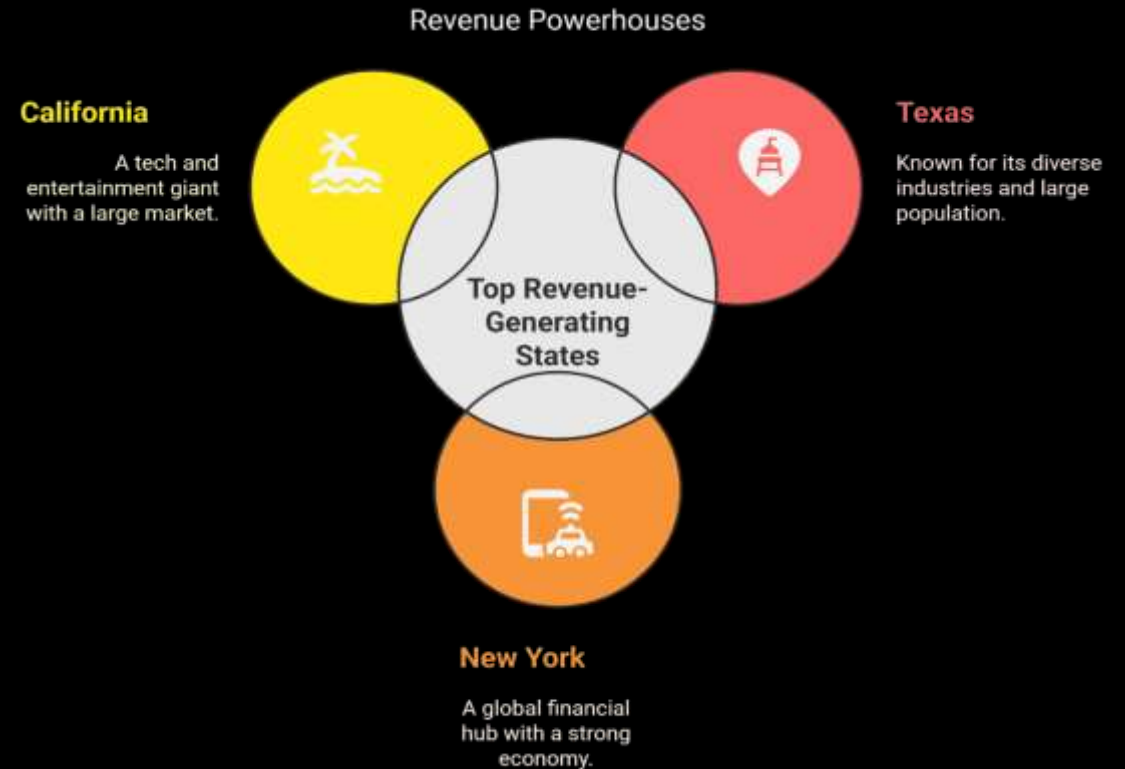 Revenue Powerhouses
California
A tech and
entertainment giant
with a large market.
Texas
Known for its diverse
industries and large
population.
Top Revenue-
Generating
States
New York
A global financial
hub with a strong
economy.